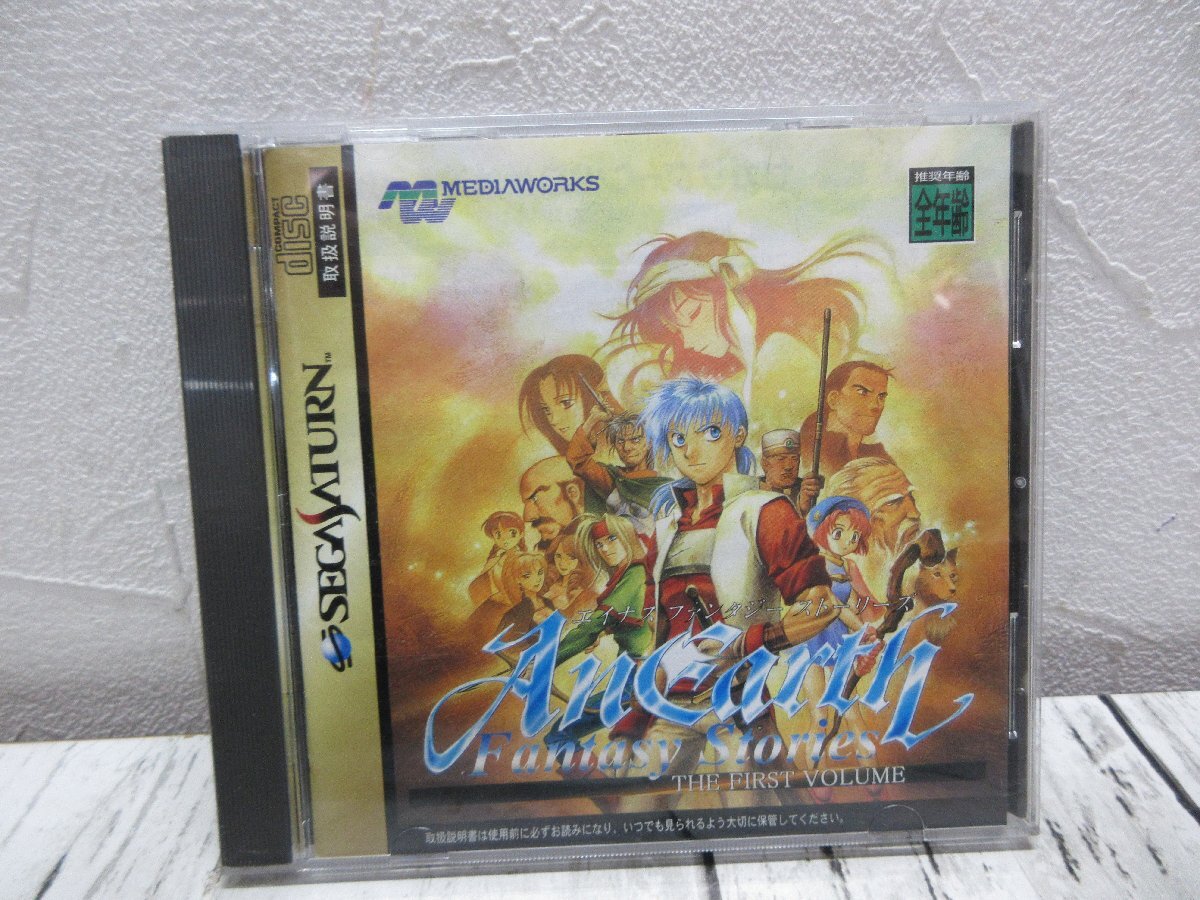 COMPACT
disc
取扱説明書
SEGA SATURN™
MW MEDIAWORKS
推奨年齢
全年齢
エイナス ファンタジー ストーリーズ
AnEarth
Fantasy Stories
THE FIRST VOLUME
取扱説明書は使用前に必ずお読みになり、いつでも見られるよう大切に保管してください。